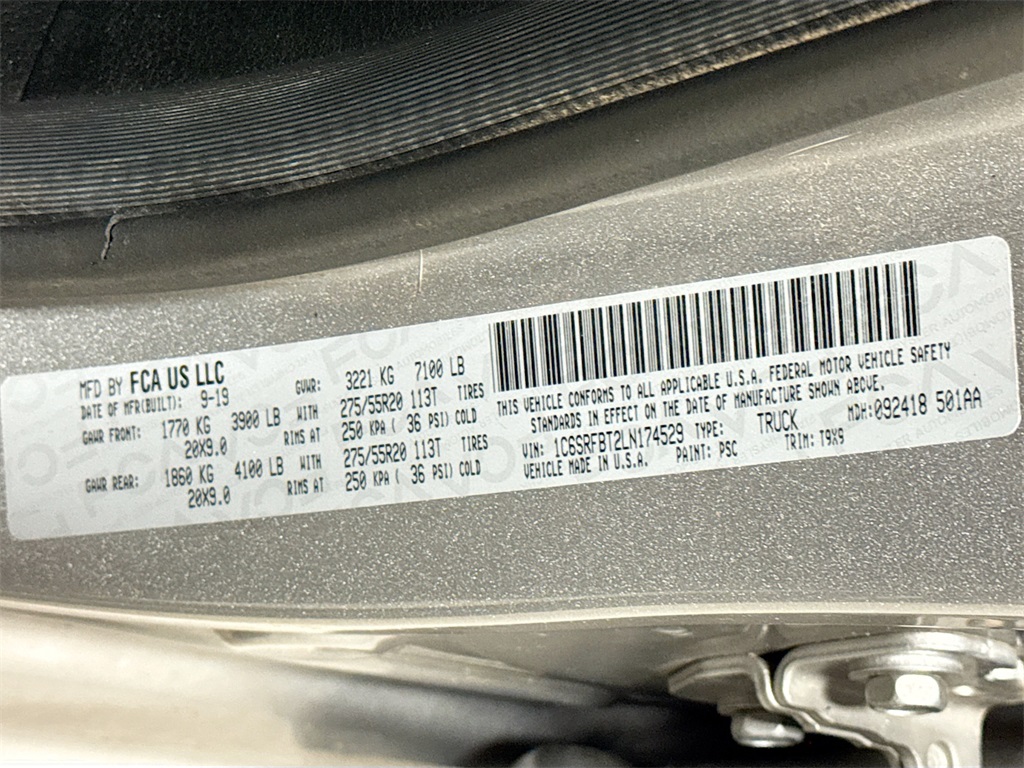 MFD BY FCA US LLC
DATE OF MFR(BUILT): 9-19
GVWR: 3221 KG 7100 LB
GAWR FRONT: 1770 KG 3900 LB WITH 275/55R20 113T TIRES
20X9.0 RIMS AT 250 KPA ( 36 PSI) COLD
GAWR REAR: 1860 KG 4100 LB WITH 275/55R20 113T TIRES
20X9.0 RIMS AT 250 KPA ( 36 PSI) COLD
THIS VEHICLE CONFORMS TO ALL APPLICABLE U.S.A. FEDERAL MOTOR VEHICLE SAFETY
STANDARDS IN EFFECT ON THE DATE OF MANUFACTURE SHOWN ABOVE.
VIN: 1C6SRFBT2LN174529 TYPE: TRUCK MDH:092418 501AA
VEHICLE MADE IN U.S.A. PAINT: PSC TRIM: T9X9